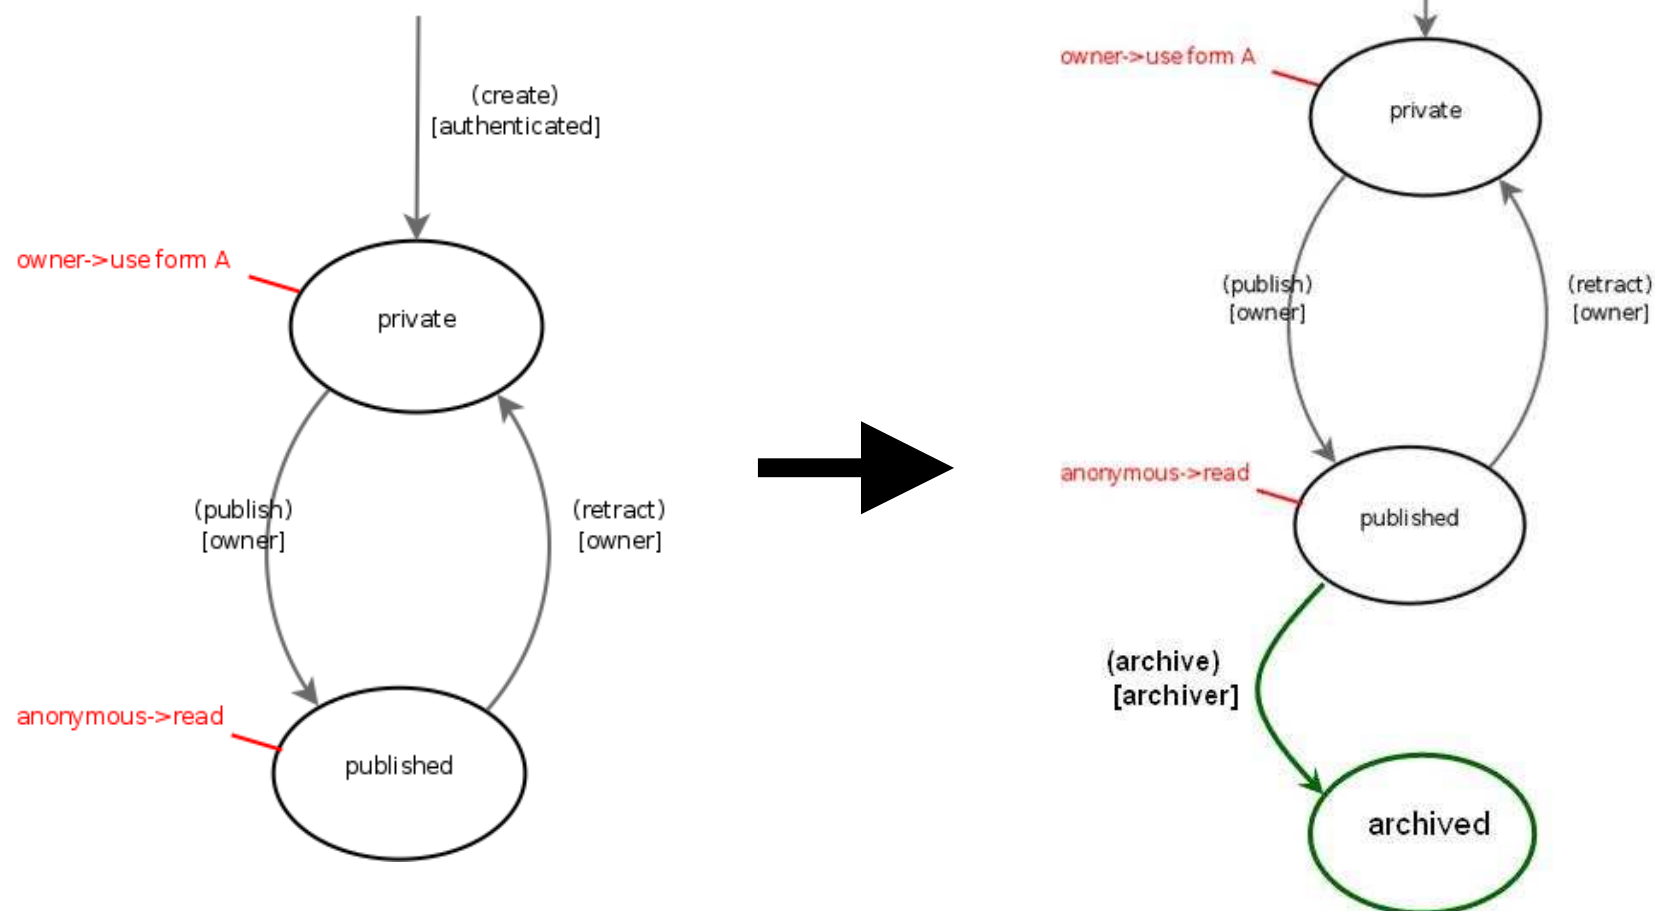 (create)
[authenticated]
owner->use form A
private
(publish)
[owner]
(retract)
[owner]
anonymous->read
published
owner->use form A
private
(publish)
[owner]
(retract)
[owner]
anonymous->read
published
(archive)
[archiver]
archived